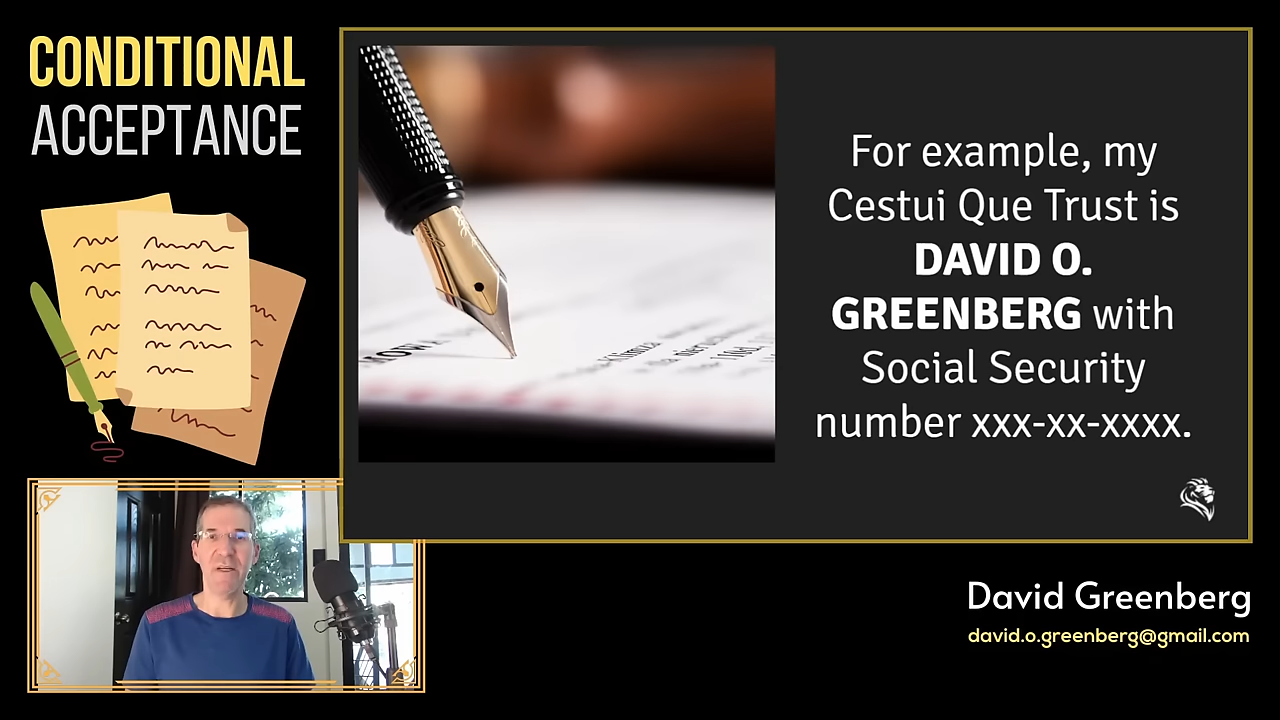 CONDITIONAL
ACCEPTANCE
For example, my
Cestui Que Trust is
DAVID O.
GREENBERG with
Social Security
number xxx-xx-xxxx.
David Greenberg
david.o.greenberg@gmail.com